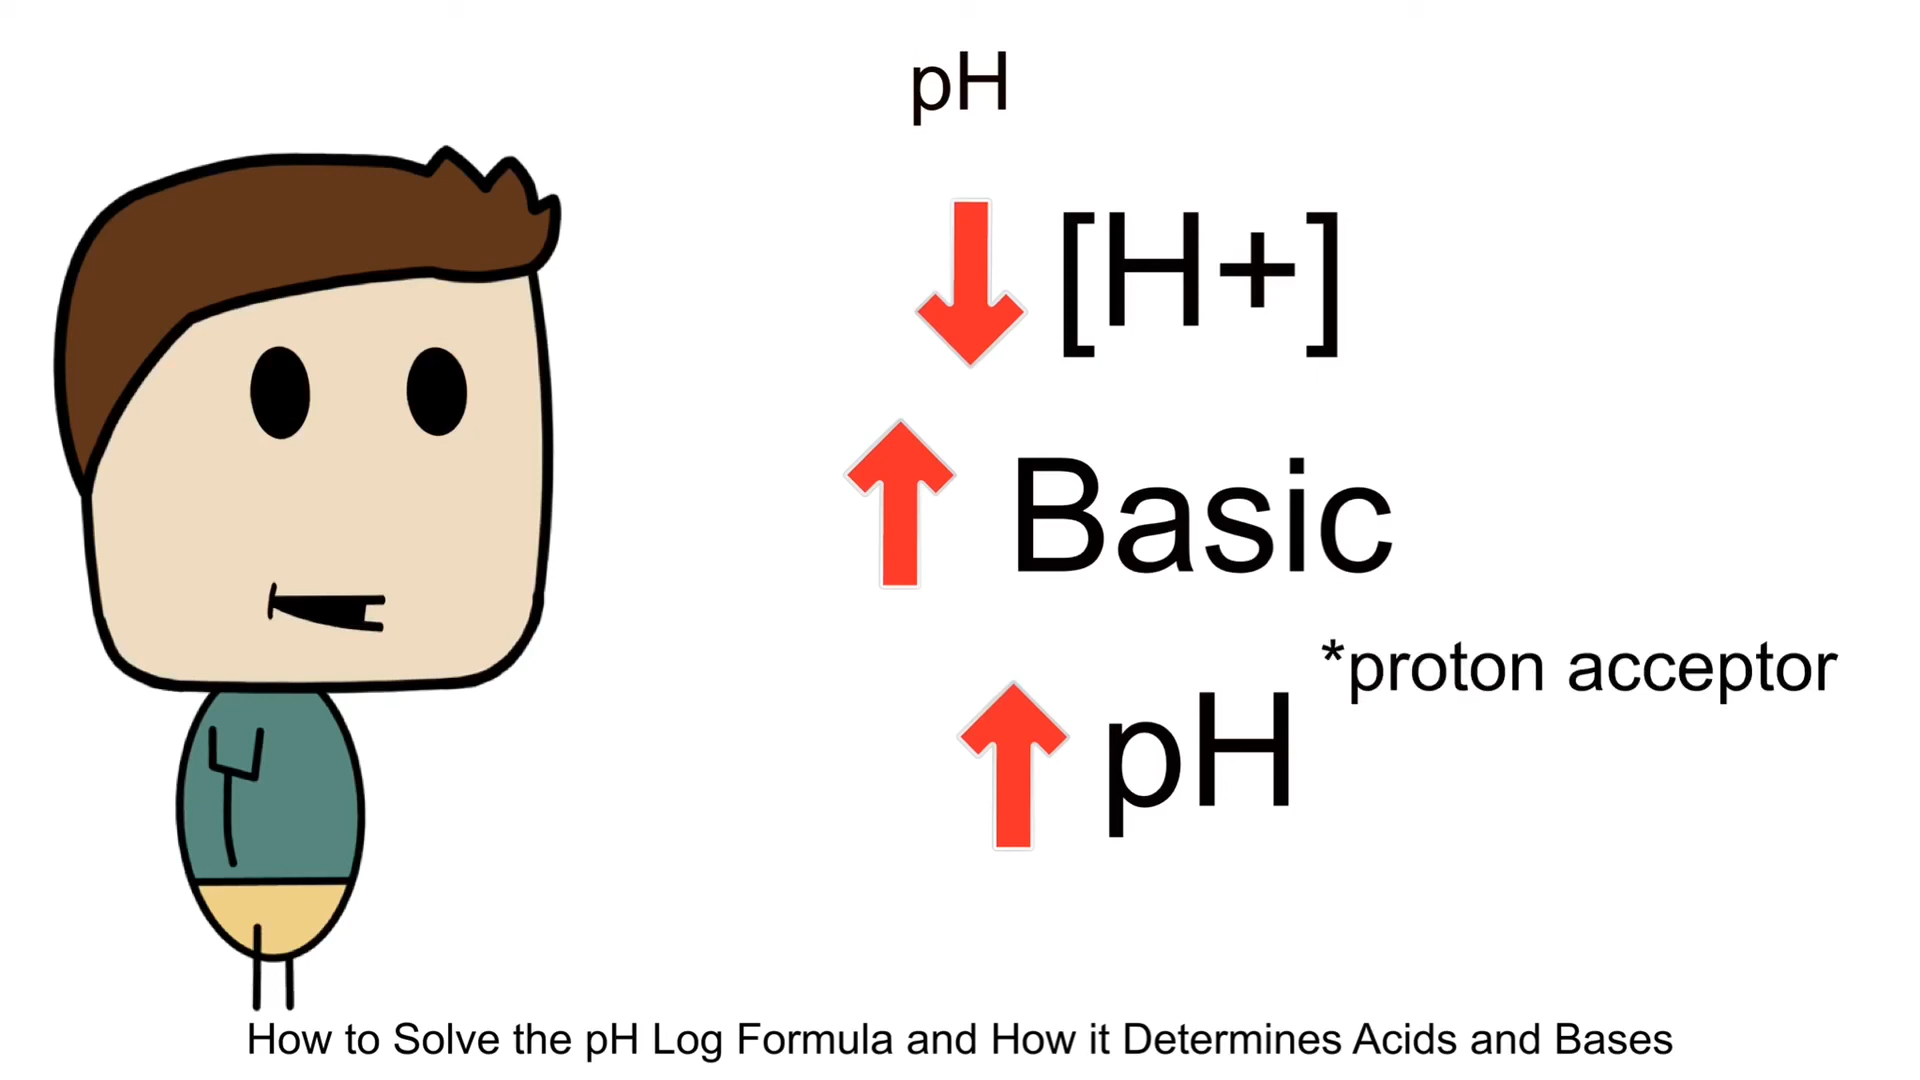 pH
[H+]
Basic
*proton acceptor
pH
How to Solve the pH Log Formula and How it Determines Acids and Bases